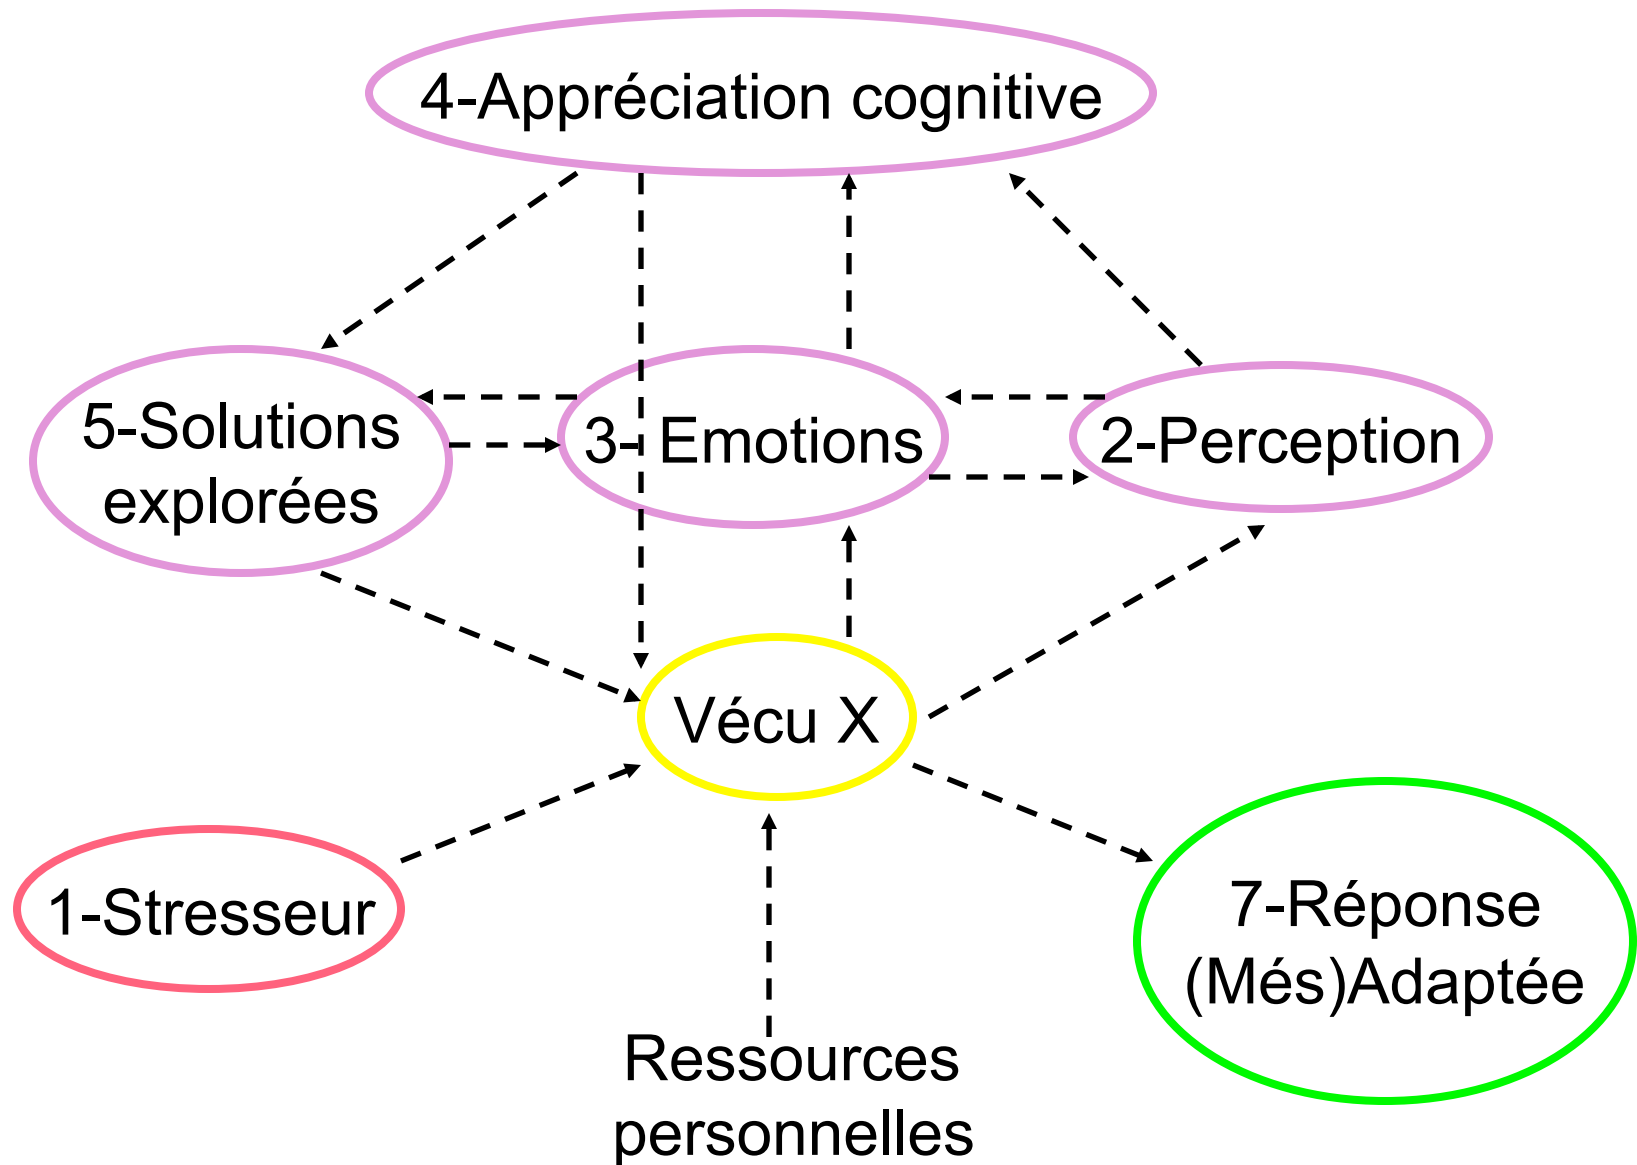 4-Appréciation cognitive
5-Solutions
explorées
3- Emotions
2-Perception
Vécu X
1-Stresseur
7-Réponse
(Més)Adaptée
Ressources
personnelles